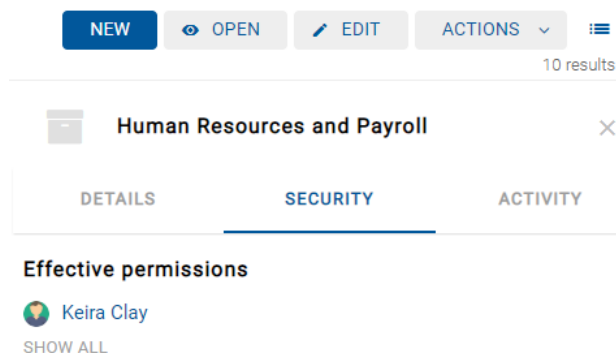 NEW OPEN EDIT ACTIONS
10 results
Human Resources and Payroll
DETAILS SECURITY ACTIVITY
Effective permissions
Keira Clay
SHOW ALL